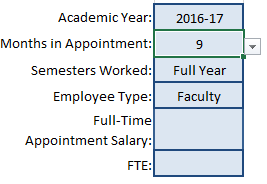 Academic Year: 2016-17
Months in Appointment: 9
Semesters Worked: Full Year
Employee Type: Faculty
Full-Time
Appointment Salary:
FTE: